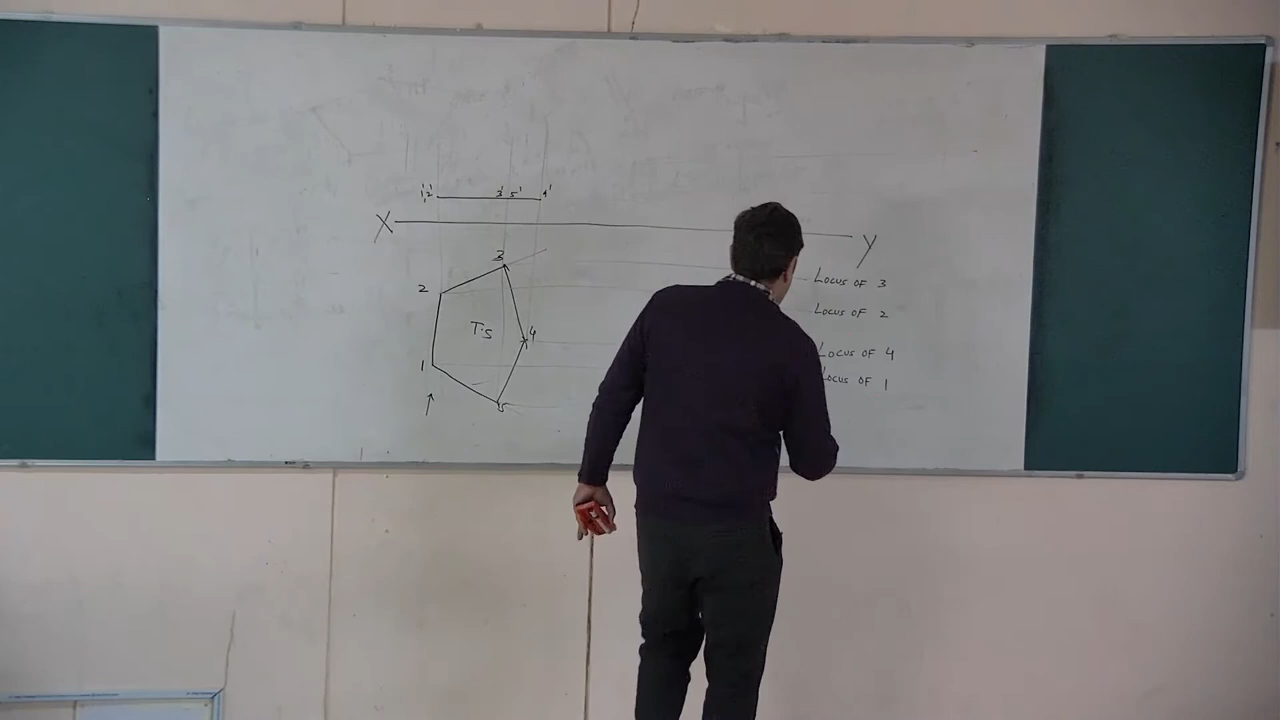 1',2' 3' 5' 4'
X Y
3
Locus OF 3
2
Locus OF 2
T.S 4
Locus OF 4
1
Locus OF 1
5